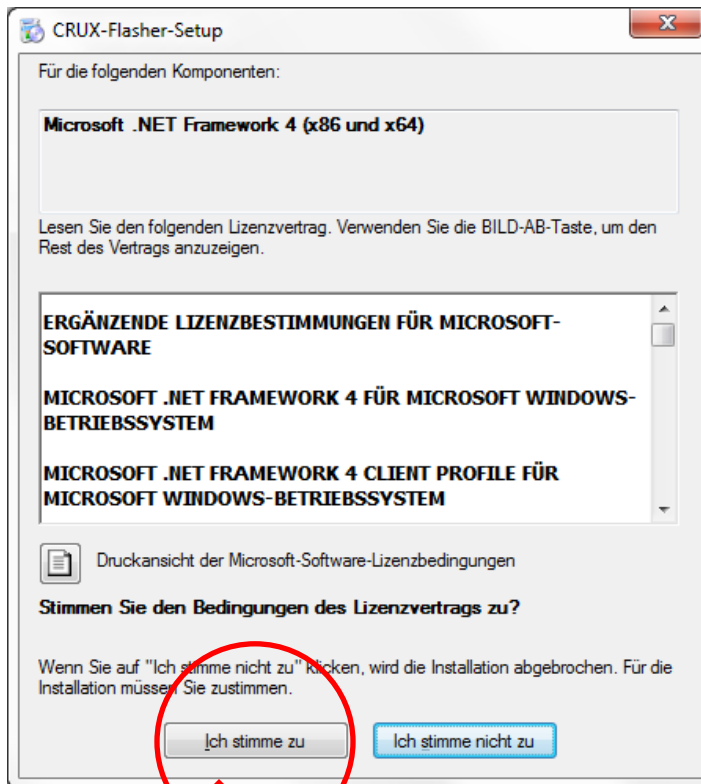 CRUX-Flasher-Setup
Für die folgenden Komponenten:
Microsoft .NET Framework 4 (x86 und x64)
Lesen Sie den folgenden Lizenzvertrag. Verwenden Sie die BILD-AB-Taste, um den
Rest des Vertrags anzuzeigen.
ERGÄNZENDE LIZENZBESTIMMUNGEN FÜR MICROSOFT-
SOFTWARE
MICROSOFT .NET FRAMEWORK 4 FÜR MICROSOFT WINDOWS-
BETRIEBSSYSTEM
MICROSOFT .NET FRAMEWORK 4 CLIENT PROFILE FÜR
MICROSOFT WINDOWS-BETRIEBSSYSTEM
Druckansicht der Microsoft-Software-Lizenzbedingungen
Stimmen Sie den Bedingungen des Lizenzvertrags zu?
Wenn Sie auf "Ich stimme nicht zu" klicken, wird die Installation abgebrochen. Für die
Installation müssen Sie zustimmen.
Ich stimme zu
Ich stimme nicht zu